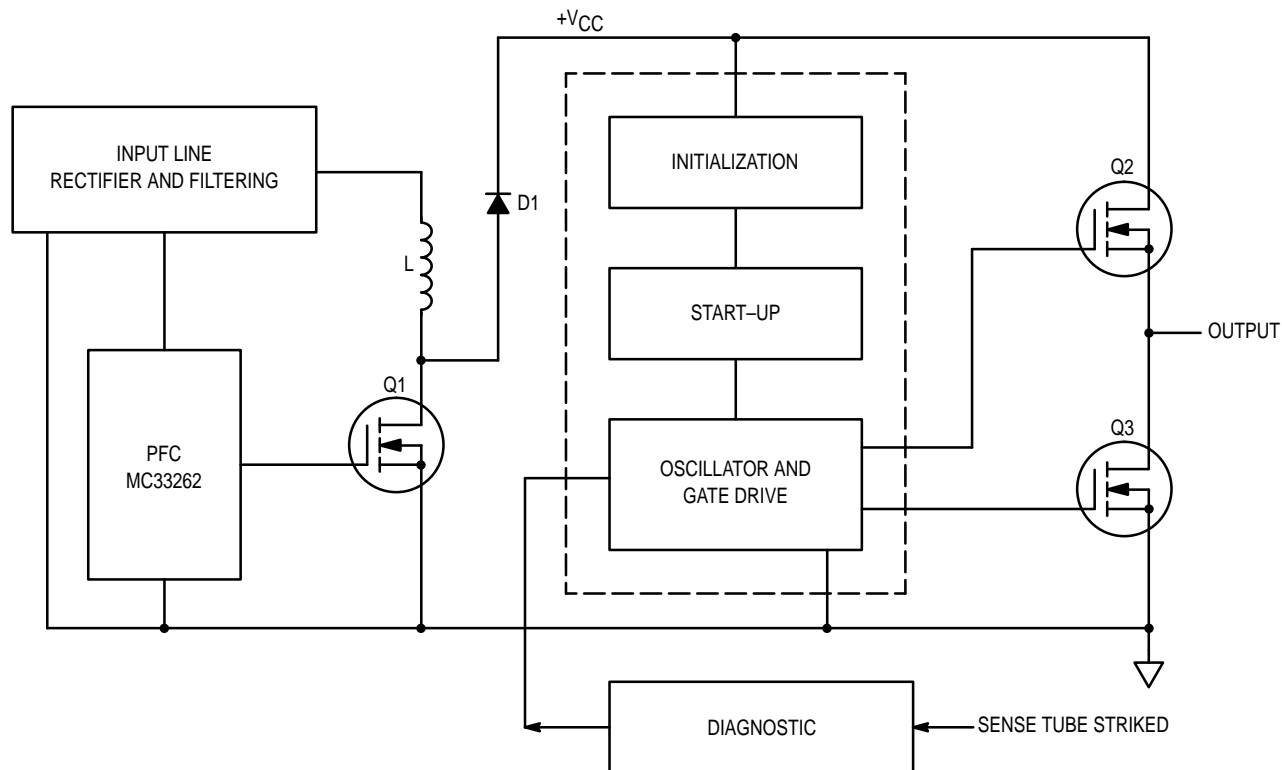 +VCC
INPUT LINE
RECTIFIER AND FILTERING
INITIALIZATION
Q2
D1
L
START–UP
OUTPUT
Q1
Q3
PFC
MC33262
OSCILLATOR AND
GATE DRIVE
DIAGNOSTIC
SENSE TUBE STRIKED